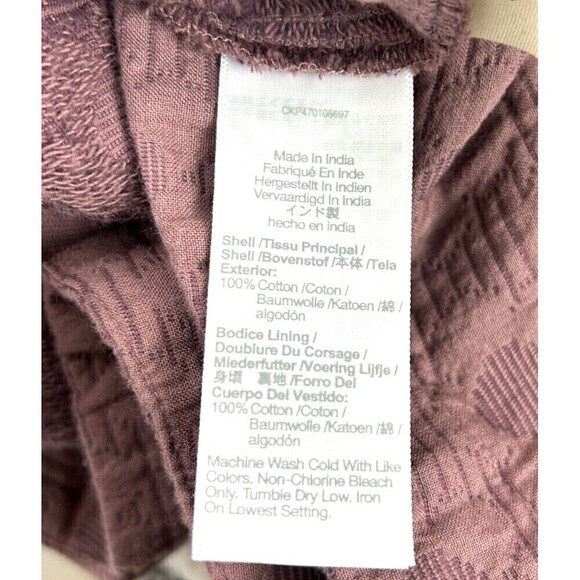 CKP470106697
Made In India
Fabriqué En Inde
Hergestellt In Indien
Vervaardigd In India
インド製
hecho en india
Shell /Tissu Principal /
Shell /Bovenstof /本体 /Tela
Exterior:
100% Cotton /Coton /
Baumwolle /Katoen /綿 /
algodón
Bodice Lining /
Doublure Du Corsage /
Miederfutter /Voering Lijfje /
身頃 裏地 /Forro Del
Cuerpo Del Vestido:
100% Cotton /Coton /
Baumwolle /Katoen /綿 /
algodón
Machine Wash Cold With Like
Colors. Non-Chlorine Bleach
Only. Tumble Dry Low. Iron
On Lowest Setting.